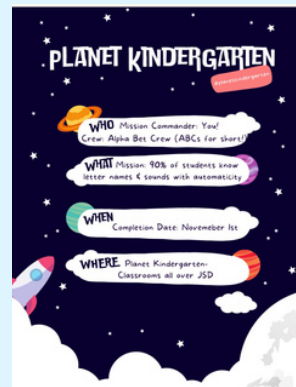 PLANET KINDERGARTEN
#planetkindergarten
WHO Mission Commander: You!
Crew: Alpha Bet Crew (ABCs for short!)
WHAT Mission: 90% of students know
letter names & sounds with automaticity
WHEN
Completion Date: Novemeber 1st
WHERE Planet Kindergarten-
Classrooms all over JSD